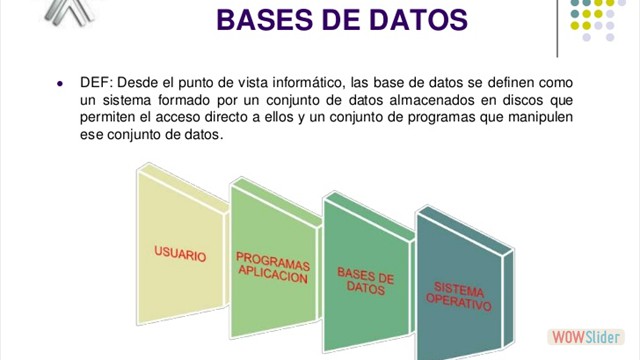 BASES DE DATOS
DEF: Desde el punto de vista informático, las base de datos se definen como
un sistema formado por un conjunto de datos almacenados en discos que
permiten el acceso directo a ellos y un conjunto de programas que manipulen
ese conjunto de datos.
USUARIO
PROGRAMAS
APLICACION
BASES DE
DATOS
SISTEMA
OPERATIVO
WOWSlider